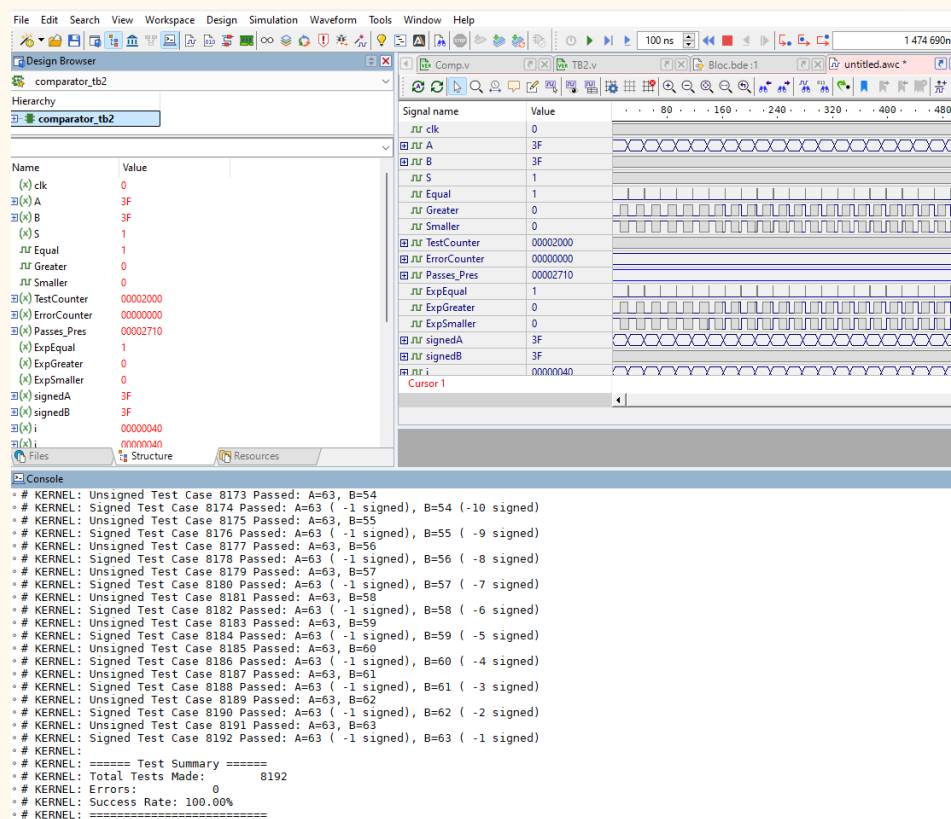 File Edit Search View Workspace Design Simulation Waveform Tools Window Help
100 ns 1 474 690n
Design Browser
comparator_tb2
Hierarchy
comparator_tb2
Name Value
(x) clk 0
(x) A 3F
(x) B 3F
(x) S 1
Equal 1
Greater 0
Smaller 0
(x) TestCounter 00002000
(x) ErrorCounter 00000000
(x) Passes_Pres 00002710
(x) ExpEqual 1
(x) ExpGreater 0
(x) ExpSmaller 0
(x) signedA 3F
(x) signedB 3F
(x) i 00000040
00000040
Files Structure Resources
Comp.v TB2.v Bloc.bde :1 untitled.awc *
Signal name Value 80 160 240 320 400 480
clk 0
A 3F
B 3F
S 1
Equal 1
Greater 0
Smaller 0
TestCounter 00002000
ErrorCounter 00000000
Passes_Pres 00002710
ExpEqual 1
ExpGreater 0
ExpSmaller 0
signedA 3F
signedB 3F
i 00000040
Cursor 1
Console
# KERNEL: Unsigned Test Case 8173 Passed: A=63, B=54
# KERNEL: Signed Test Case 8174 Passed: A=63 ( -1 signed), B=54 (-10 signed)
# KERNEL: Unsigned Test Case 8175 Passed: A=63, B=55
# KERNEL: Signed Test Case 8176 Passed: A=63 ( -1 signed), B=55 ( -9 signed)
# KERNEL: Unsigned Test Case 8177 Passed: A=63, B=56
# KERNEL: Signed Test Case 8178 Passed: A=63 ( -1 signed), B=56 ( -8 signed)
# KERNEL: Unsigned Test Case 8179 Passed: A=63, B=57
# KERNEL: Signed Test Case 8180 Passed: A=63 ( -1 signed), B=57 ( -7 signed)
# KERNEL: Unsigned Test Case 8181 Passed: A=63, B=58
# KERNEL: Signed Test Case 8182 Passed: A=63 ( -1 signed), B=58 ( -6 signed)
# KERNEL: Unsigned Test Case 8183 Passed: A=63, B=59
# KERNEL: Signed Test Case 8184 Passed: A=63 ( -1 signed), B=59 ( -5 signed)
# KERNEL: Unsigned Test Case 8185 Passed: A=63, B=60
# KERNEL: Signed Test Case 8186 Passed: A=63 ( -1 signed), B=60 ( -4 signed)
# KERNEL: Unsigned Test Case 8187 Passed: A=63, B=61
# KERNEL: Signed Test Case 8188 Passed: A=63 ( -1 signed), B=61 ( -3 signed)
# KERNEL: Unsigned Test Case 8189 Passed: A=63, B=62
# KERNEL: Signed Test Case 8190 Passed: A=63 ( -1 signed), B=62 ( -2 signed)
# KERNEL: Unsigned Test Case 8191 Passed: A=63, B=63
# KERNEL: Signed Test Case 8192 Passed: A=63 ( -1 signed), B=63 ( -1 signed)
# KERNEL:
# KERNEL: ====== Test Summary ======
# KERNEL: Total Tests Made: 8192
# KERNEL: Errors: 0
# KERNEL: Success Rate: 100.00%
# KERNEL: ==========================